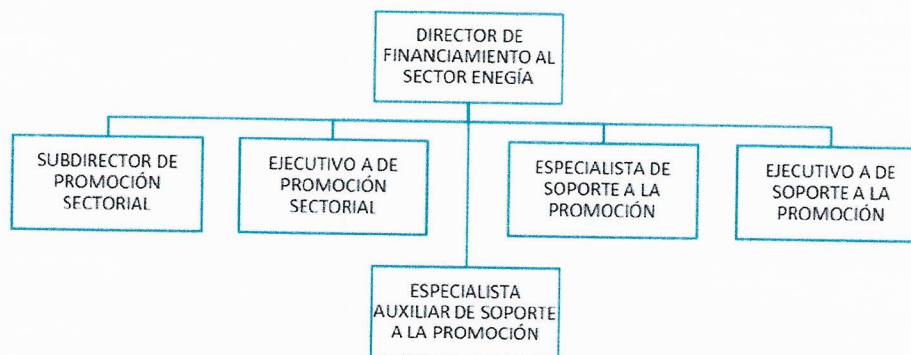 DIRECTOR DE
FINANCIAMIENTO AL
SECTOR ENEGÍA
SUBDIRECTOR DE
PROMOCIÓN
SECTORIAL
EJECUTIVO A DE
PROMOCIÓN
SECTORIAL
ESPECIALISTA DE
SOPORTE A LA
PROMOCIÓN
EJECUTIVO A DE
SOPORTE A LA
PROMOCIÓN
ESPECIALISTA
AUXILIAR DE SOPORTE
A LA PROMOCIÓN